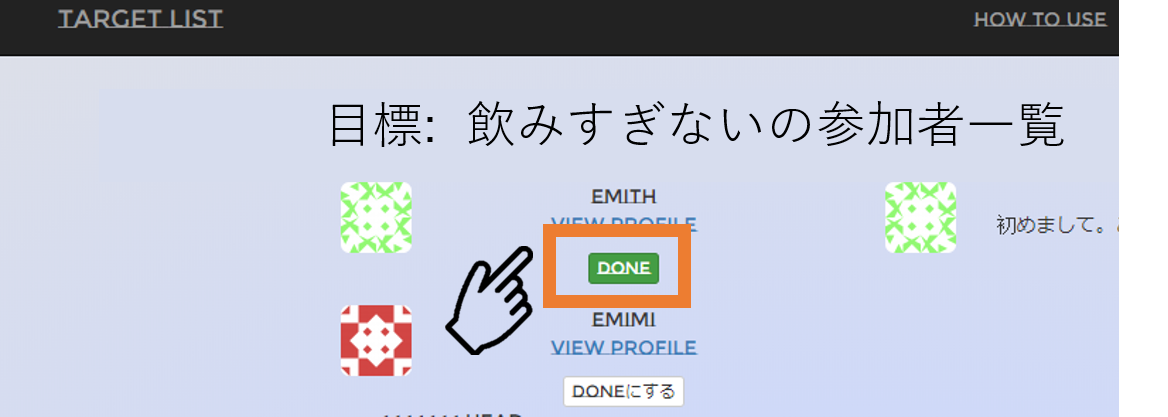 TARGET LIST
HOW TO USE
目標: 飲みすぎないの参加者一覧
EMITH
VIEW PROFILE
初めまして。
DONE
EMIMI
VIEW PROFILE
DONEにする